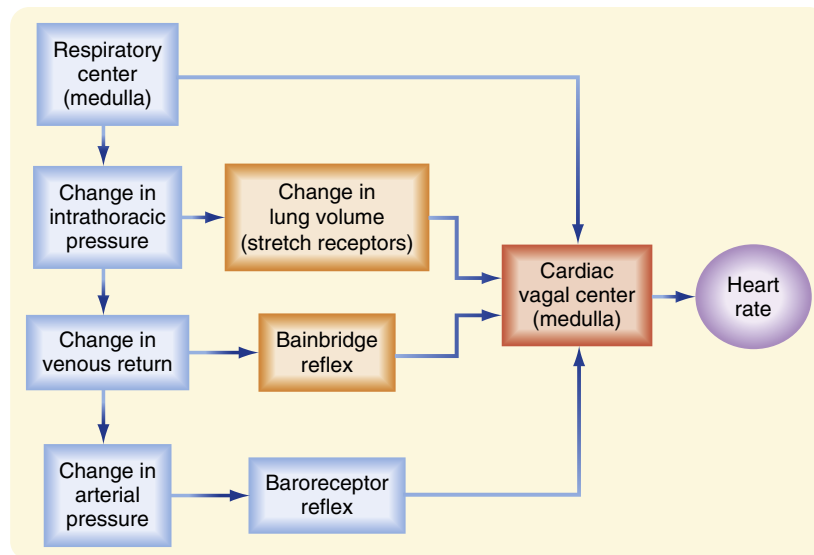 Respiratory
center
(medulla)
Change in
intrathoracic
pressure
Change in
lung volume
(stretch receptors)
Cardiac
vagal center
(medulla)
Heart
rate
Change in
venous return
Bainbridge
reflex
Change in
arterial
pressure
Baroreceptor
reflex